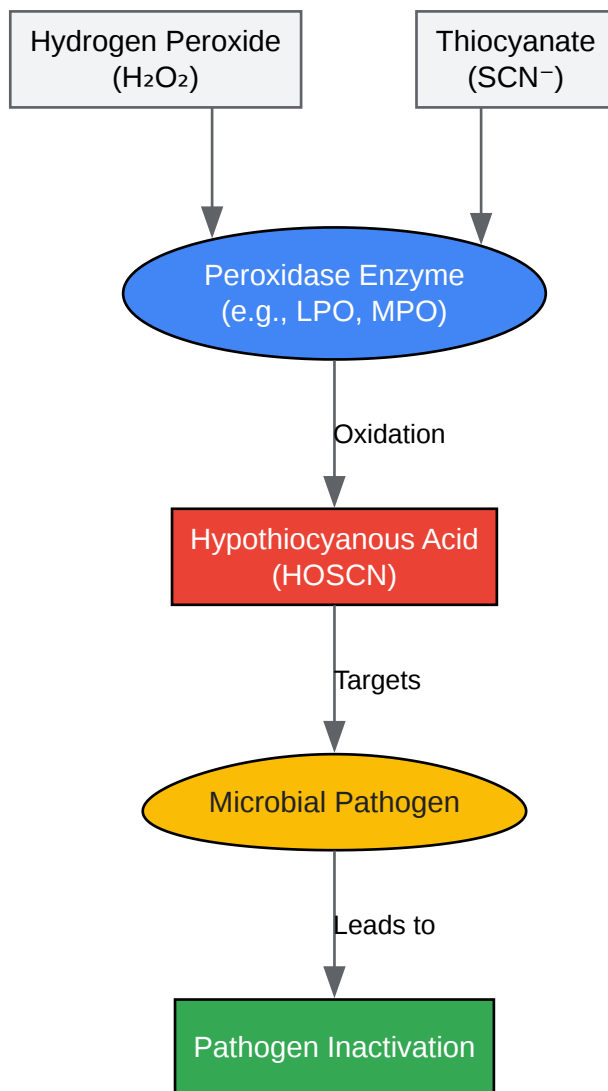 Hydrogen Peroxide
(H₂O₂)
Thiocyanate
(SCN⁻)
Peroxidase Enzyme
(e.g., LPO, MPO)
Oxidation
Hypothiocyanous Acid
(HOSCN)
Targets
Microbial Pathogen
Leads to
Pathogen Inactivation